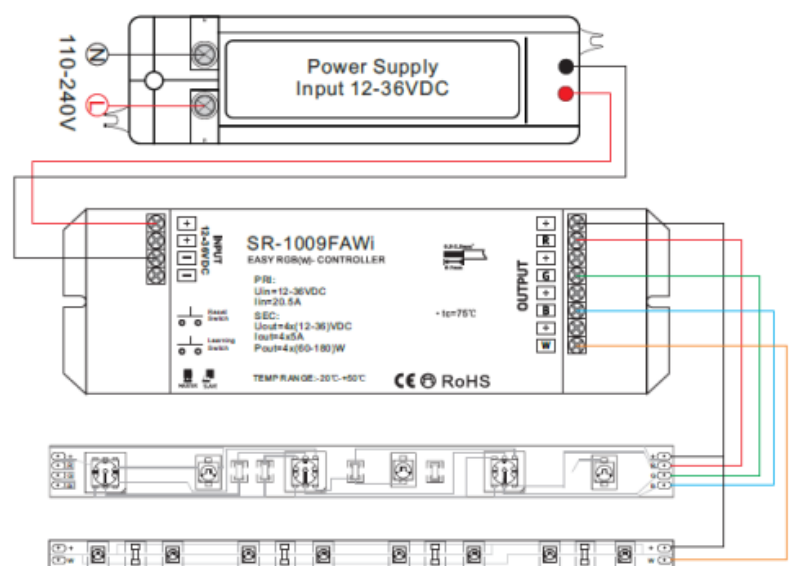 110-240V
N
L
Power Supply
Input 12-36VDC
+
+
−
−
INPUT
12-36VDC
SR-1009FAWi
EASY RGB(W)- CONTROLLER
PRI:
Uin=12-36VDC
Iin=20.5A
SEC:
Uout=4x(12-36)VDC
Iout=4x5A
Pout=4x(60-180)W
TEMP RANGE:-20℃-+50℃
Learning
Switch
tc=75℃
CE RoHS
OUTPUT
+
R
+
G
+
B
+
W
+
R
G
B
+
W
+
W